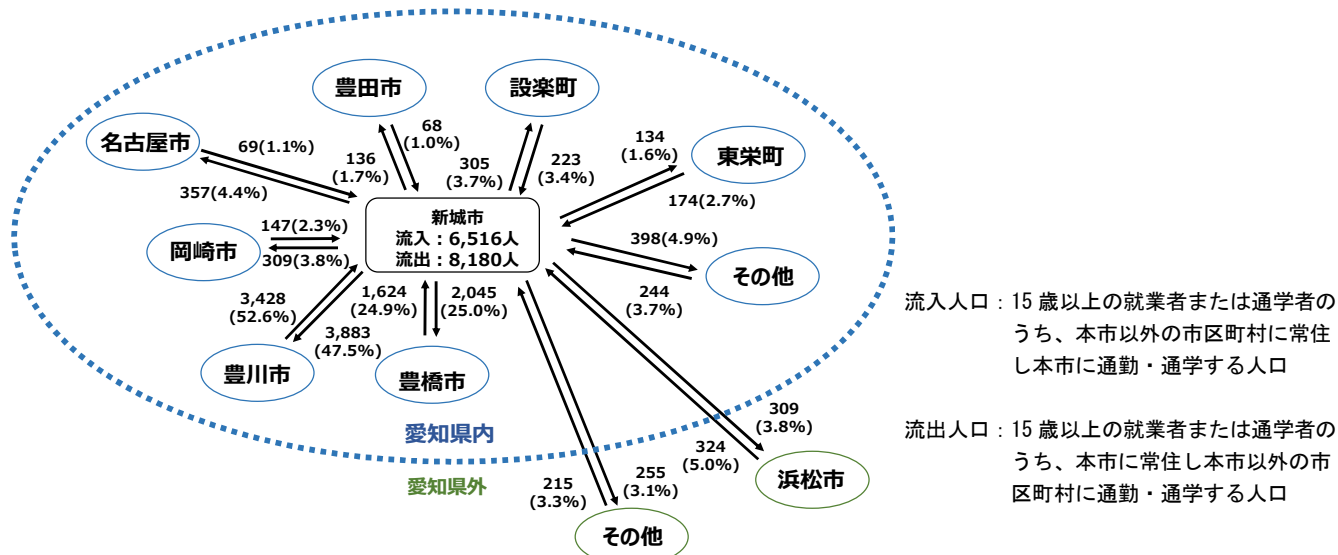 豊田市
設楽町
名古屋市
東栄町
69(1.1%)
68
(1.0%)
136
(1.7%)
305
(3.7%)
223
(3.4%)
134
(1.6%)
357(4.4%)
174(2.7%)
新城市
流入：6,516人
流出：8,180人
岡崎市
147(2.3%)
309(3.8%)
398(4.9%)
その他
244
(3.7%)
3,428
(52.6%)
3,883
(47.5%)
1,624
(24.9%)
2,045
(25.0%)
豊川市
豊橋市
愛知県内
愛知県外
309
(3.8%)
324
(5.0%)
浜松市
215
(3.3%)
255
(3.1%)
その他
流入人口：15歳以上の就業者または通学者の
うち、本市以外の市区町村に常住
し本市に通勤・通学する人口
流出人口：15歳以上の就業者または通学者の
うち、本市に常住し本市以外の市
区町村に通勤・通学する人口